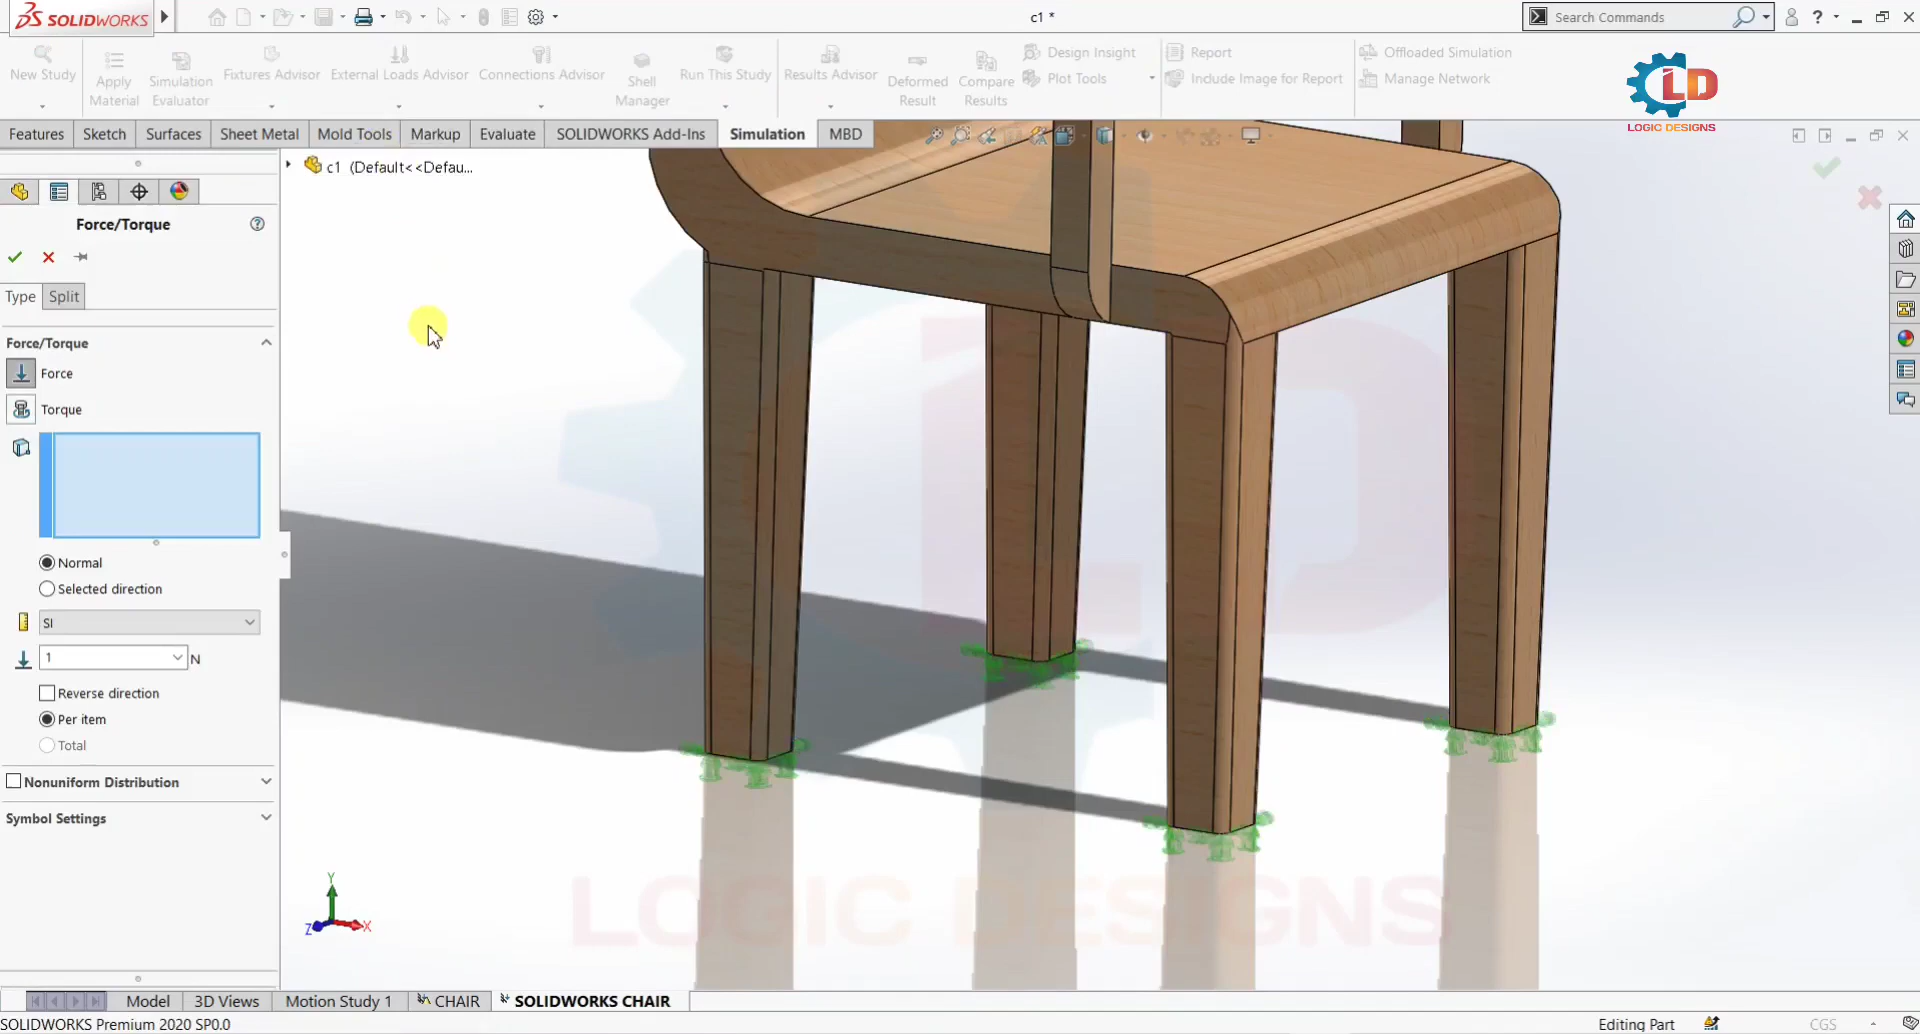 SOLIDWORKS
c1 *
Search Commands
New Study
Apply Material
Simulation Evaluator
Fixtures Advisor
External Loads Advisor
Connections Advisor
Shell Manager
Run This Study
Results Advisor
Deformed Result
Compare Results
Design Insight
Plot Tools
Report
Include Image for Report
Offloaded Simulation
Manage Network
LD
LOGIC DESIGNS
Features
Sketch
Surfaces
Sheet Metal
Mold Tools
Markup
Evaluate
SOLIDWORKS Add-Ins
Simulation
MBD
c1 (Default<<Defau...
Force/Torque
Type
Split
Force/Torque
Force
Torque
Normal
Selected direction
SI
1
N
Reverse direction
Per item
Total
Nonuniform Distribution
Symbol Settings
Y
Z
X
LD
LOGIC DESIGNS
Model
3D Views
Motion Study 1
CHAIR
SOLIDWORKS CHAIR
SOLIDWORKS Premium 2020 SP0.0
Editing Part
CGS